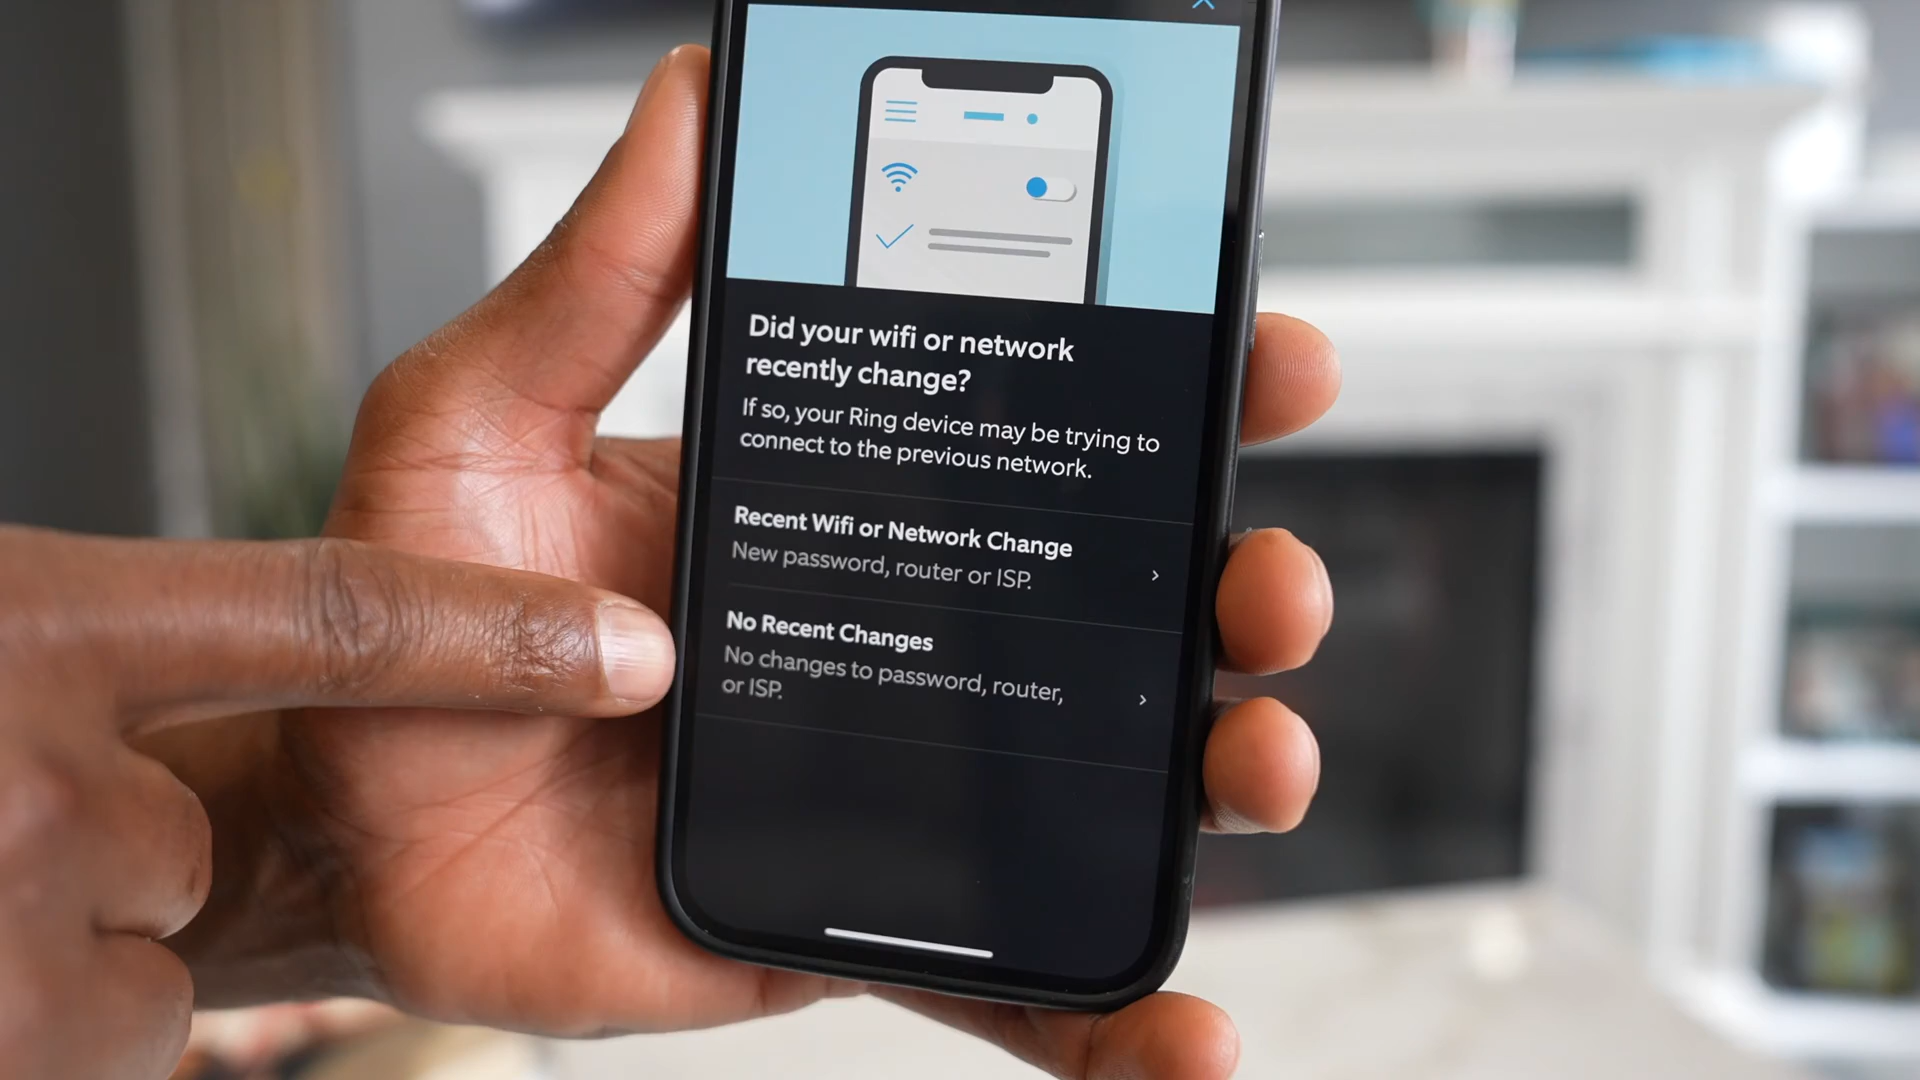 Did your wifi or network
recently change?
If so, your Ring device may be trying to
connect to the previous network.
Recent Wifi or Network Change
New password, router or ISP.
No Recent Changes
No changes to password, router,
or ISP.